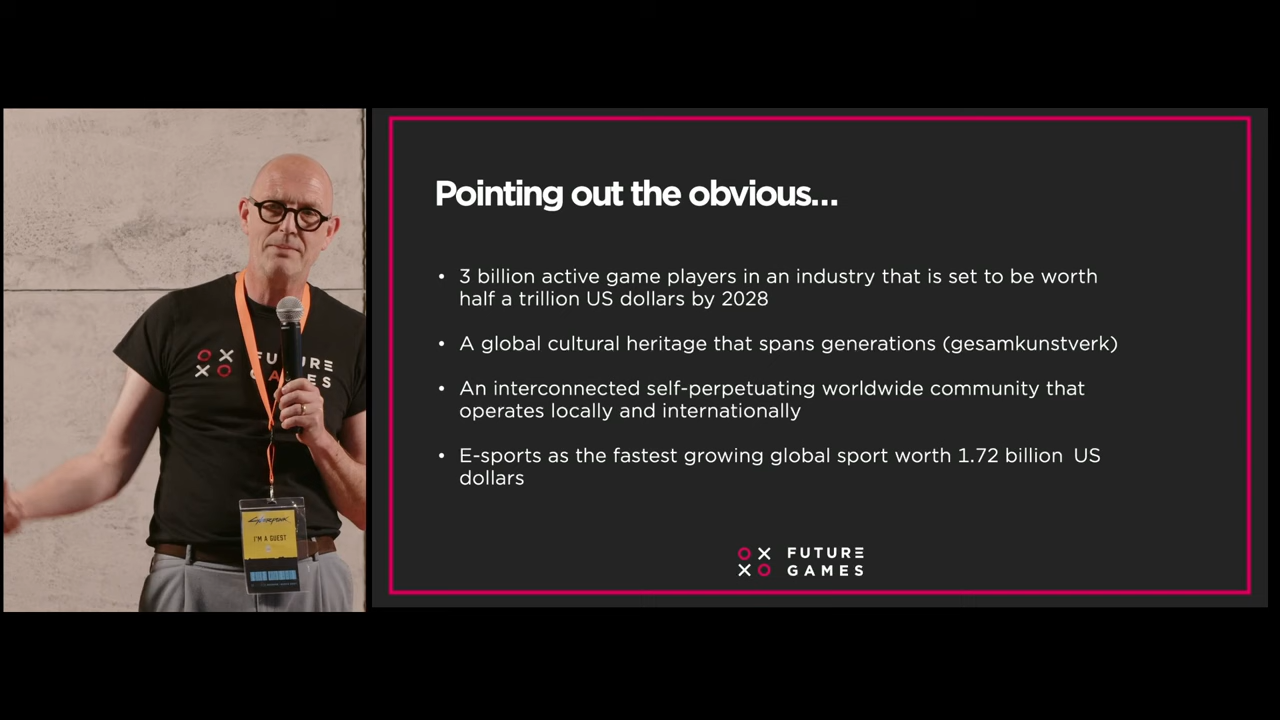 FUTURE
GAMES
Cyberpunk
I'M A GUEST
Pointing out the obvious...
• 3 billion active game players in an industry that is set to be worth
half a trillion US dollars by 2028
• A global cultural heritage that spans generations (gesamkunstverk)
• An interconnected self-perpetuating worldwide community that
operates locally and internationally
• E-sports as the fastest growing global sport worth 1.72 billion US
dollars
FUTURE
GAMES